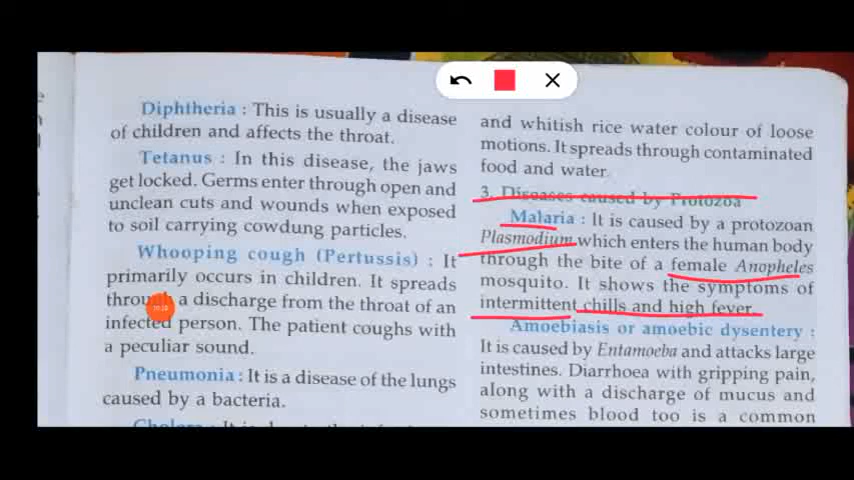 Diphtheria : This is usually a disease
of children and affects the throat.
Tetanus : In this disease, the jaws
get locked. Germs enter through open and
unclean cuts and wounds when exposed
to soil carrying cowdung particles.
Whooping cough (Pertussis) : It
primarily occurs in children. It spreads
through a discharge from the throat of an
infected person. The patient coughs with
a peculiar sound.
Pneumonia : It is a disease of the lungs
caused by a bacteria.
and whitish rice water colour of loose
motions. It spreads through contaminated
food and water.
3. Diseases caused by Protozoa
Malaria : It is caused by a protozoan
Plasmodium which enters the human body
through the bite of a female Anopheles
mosquito. It shows the symptoms of
intermittent chills and high fever.
Amoebiasis or amoebic dysentery :
It is caused by Entamoeba and attacks large
intestines. Diarrhoea with gripping pain,
along with a discharge of mucus and
sometimes blood too is a common